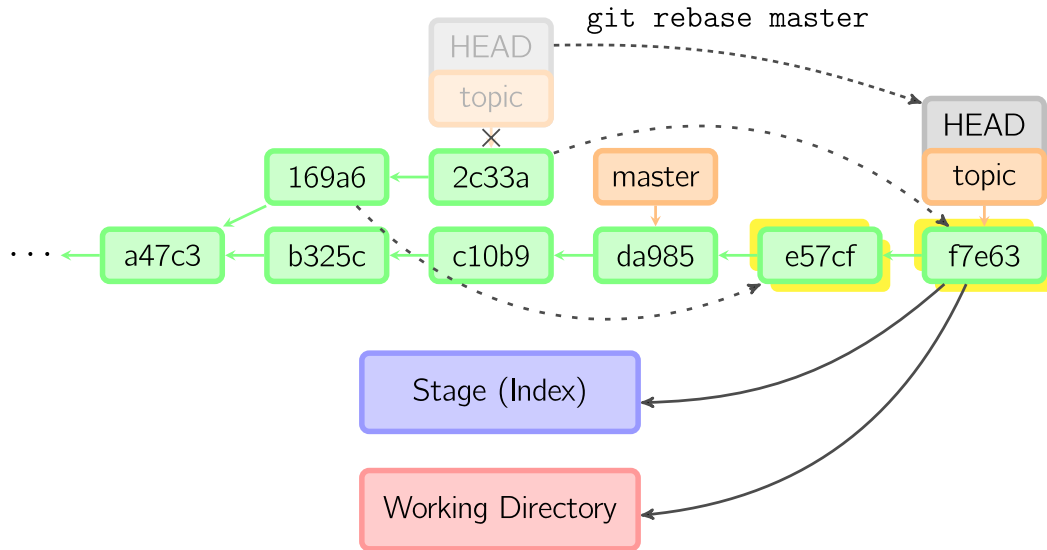 git rebase master
HEAD
topic
HEAD
topic
169a6
2c33a
master
...
a47c3
b325c
c10b9
da985
e57cf
f7e63
Stage (Index)
Working Directory